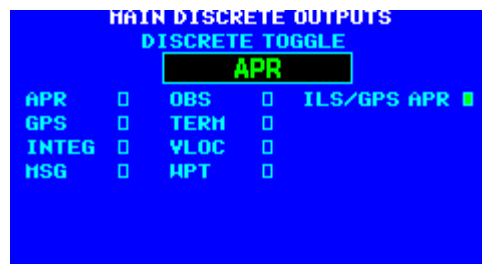 MAIN DISCRETE OUTPUTS
DISCRETE TOGGLE
APR
APR OBS ILS/GPS APR
GPS TERM
INTEG VLOC
MSG WPT